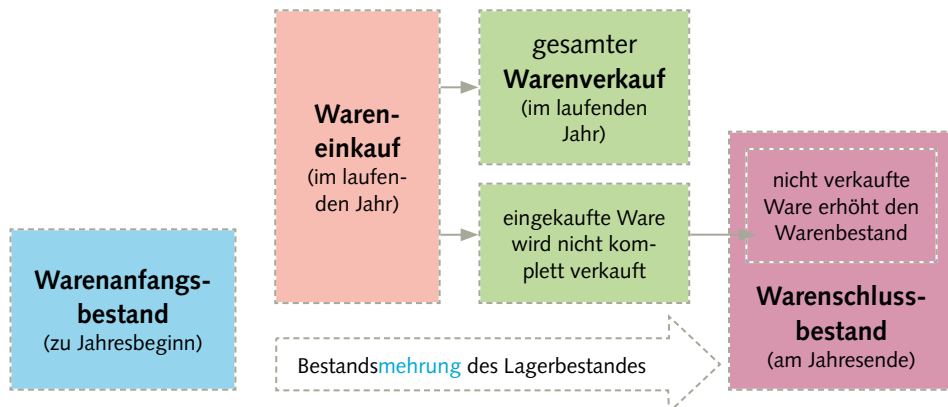 Warenanfangs-
bestand
(zu Jahresbeginn)
Waren-
einkauf
(im laufen-
den Jahr)
gesamter
Warenverkauf
(im laufenden
Jahr)
eingekaufte Ware
wird nicht kom-
plett verkauft
nicht verkaufte
Ware erhöht den
Warenbestand
Warenschluss-
bestand
(am Jahresende)
Bestandsmehrung des Lagerbestandes